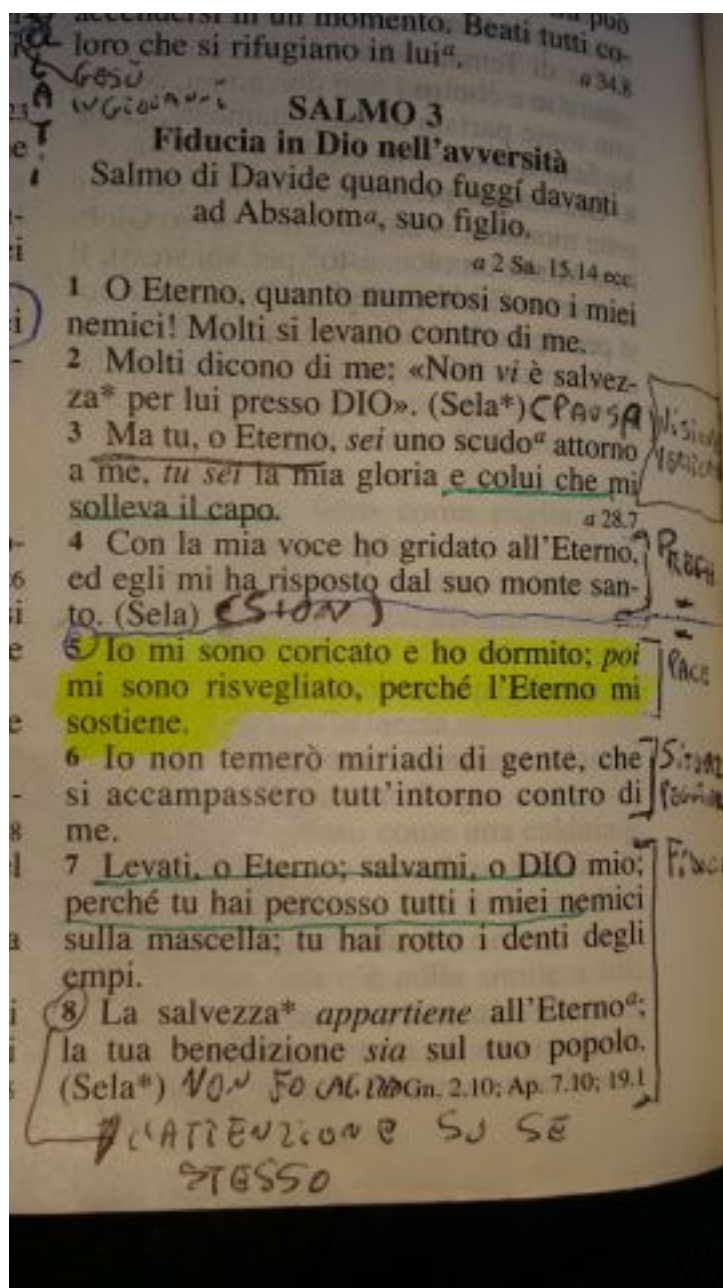 accendersi in un momento. Beati tutti co-
loro che si rifugiano in lui a.
a 34.8
GESÙ
SALMO 3
Fiducia in Dio nell'avversità
Salmo di Davide quando fuggí davanti
ad Absalom a, suo figlio.
a 2 Sa. 15.14 ecc.
1 O Eterno, quanto numerosi sono i miei
nemici! Molti si levano contro di me.
2 Molti dicono di me: «Non vi è salvez-
za* per lui presso DIO». (Sela*) (PAUSA
3 Ma tu, o Eterno, sei uno scudo a attorno
a me, tu sei la mia gloria e colui che mi
solleva il capo.
a 28.7
4 Con la mia voce ho gridato all'Eterno,
ed egli mi ha risposto dal suo monte san-
to. (Sela) (SION)
5 Io mi sono coricato e ho dormito; poi
mi sono risvegliato, perché l'Eterno mi
sostiene.
PACE
6 Io non temerò miriadi di gente, che
si accampassero tutt'intorno contro di
me.
7 Levati, o Eterno; salvami, o DIO mio;
perché tu hai percosso tutti i miei nemici
sulla mascella; tu hai rotto i denti degli
empi.
8 La salvezza* appartiene all'Eterno a;
la tua benedizione sia sul tuo popolo.
(Sela*) NON a Gn. 2.10; Ap. 7.10; 19.1
L'ATTENZIONE SU SE
STESSO